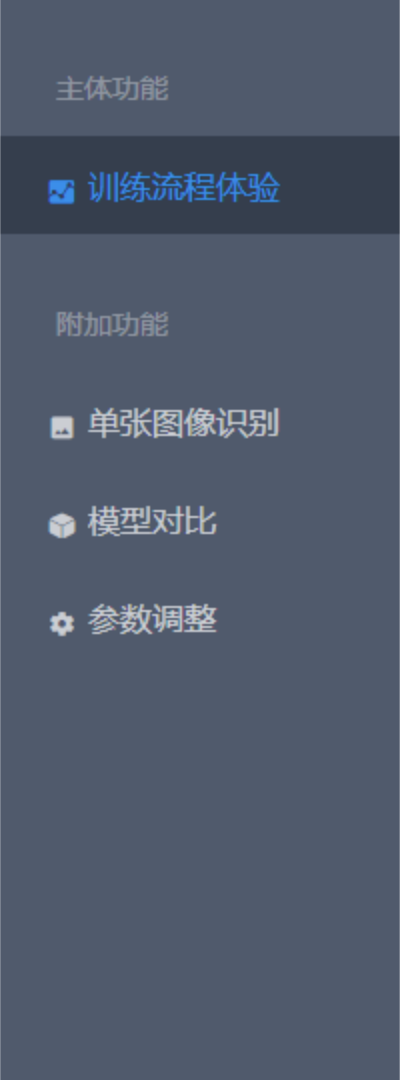 主体功能
训练流程体验
附加功能
单张图像识别
模型对比
参数调整